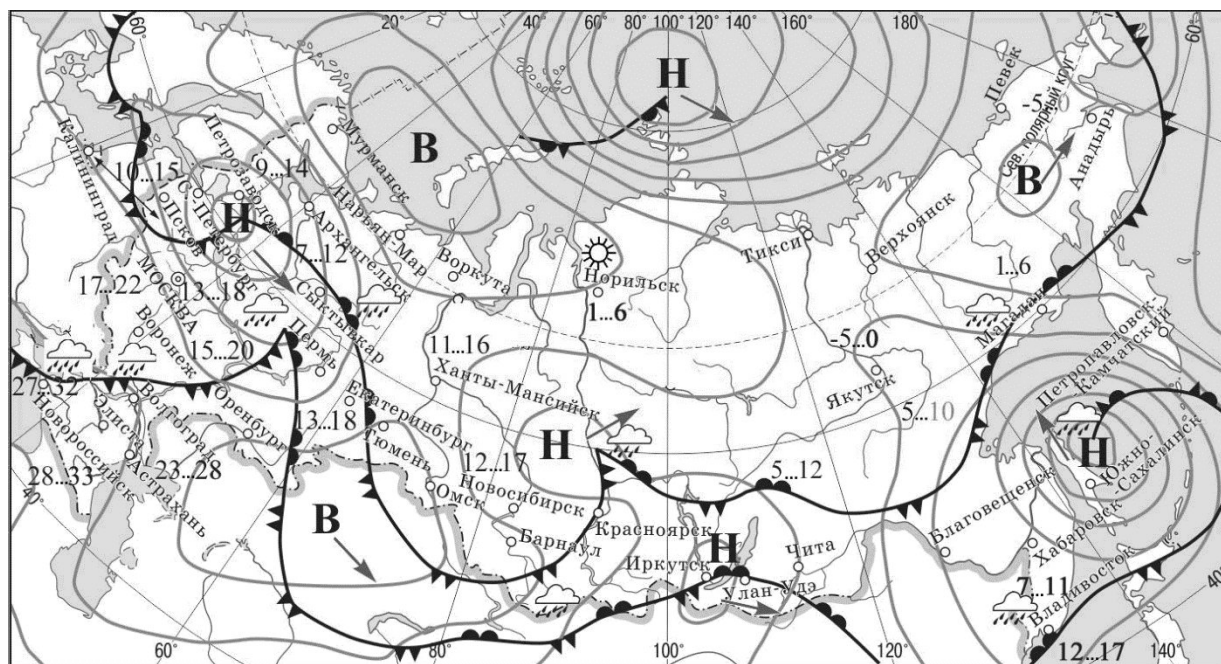 60°
20°
0°
20°
40°
60°
80°
100°
120°
140°
160°
180°
60°
Н
Певек
-5...0
Сев. полярный круг
Анадырь
В
В
Мурманск
Калининград
10...15
Петрозаводск
9...14
С.-Петербург
Псков
Н
Нарьян-Мар
Архангельск
7...12
Воркута
Норильск
1...6
Тикси
Верхоянск
1...6
17...22
МОСКВА
13...18
Сыктывкар
Воронеж
15...20
Пермь
11...16
Ханты-Мансийск
-5...0
Якутск
5...10
Магадан
Петропавловск-
Камчатский
27...32
Новороссийск
Элиста
Волгоград
Оренбург
13...18
Екатеринбург
Тюмень
12...17
Н
5...12
Н
Южно-
Сахалинск
28...33
23...28
Астрахань
Омск
Новосибирск
Барнаул
Красноярск
Благовещенск
Хабаровск
40°
В
Н
Иркутск
Чита
Улан-Удэ
7...11
Владивосток
12...17
40°
60°
80°
100°
120°
140°